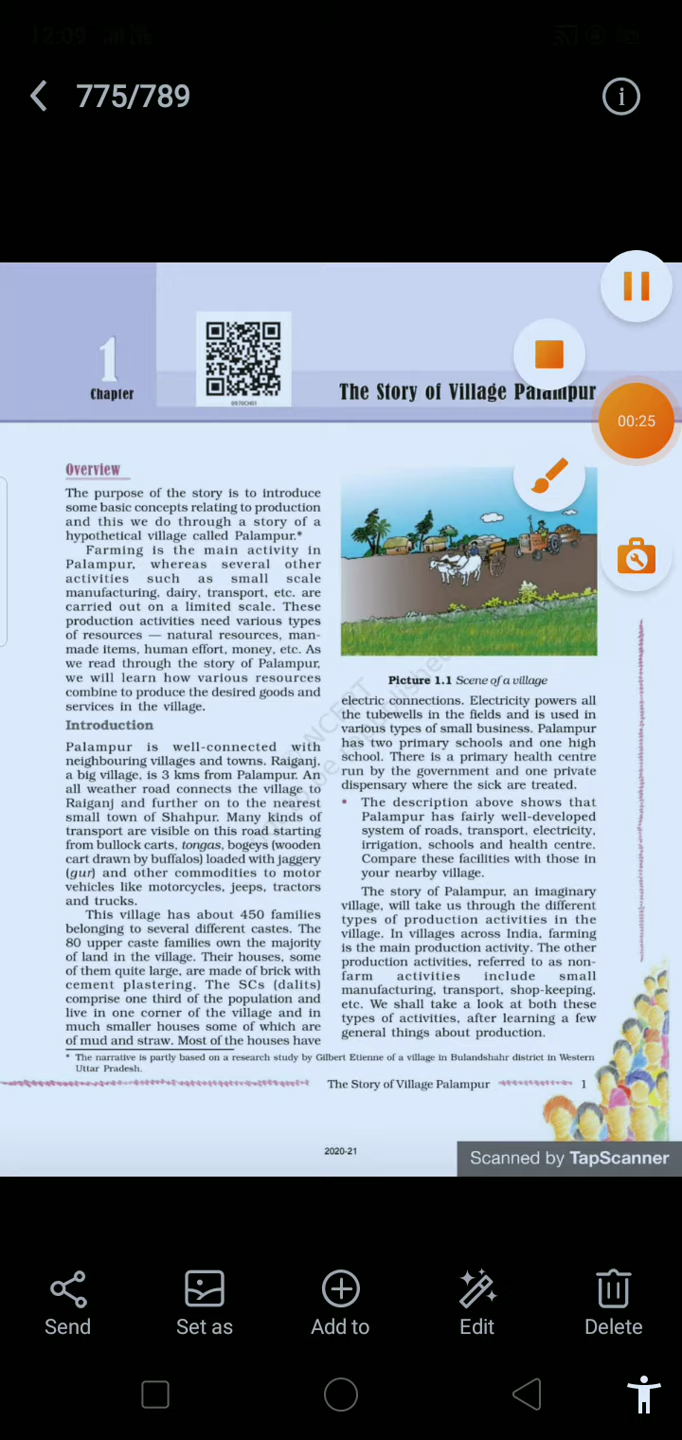 775/789
1
Chapter
0970CH01
The Story of Village Palampur
00:25
Overview
The purpose of the story is to introduce
some basic concepts relating to production
and this we do through a story of a
hypothetical village called Palampur.*
Farming is the main activity in
Palampur, whereas several other
activities such as small scale
manufacturing, dairy, transport, etc. are
carried out on a limited scale. These
production activities need various types
of resources — natural resources, man-
made items, human effort, money, etc. As
we read through the story of Palampur,
we will learn how various resources
combine to produce the desired goods and
services in the village.
Introduction
Palampur is well-connected with
neighbouring villages and towns. Raiganj,
a big village, is 3 kms from Palampur. An
all weather road connects the village to
Raiganj and further on to the nearest
small town of Shahpur. Many kinds of
transport are visible on this road starting
from bullock carts, tongas, bogeys (wooden
cart drawn by buffalos) loaded with jaggery
(gur) and other commodities to motor
vehicles like motorcycles, jeeps, tractors
and trucks.
This village has about 450 families
belonging to several different castes. The
80 upper caste families own the majority
of land in the village. Their houses, some
of them quite large, are made of brick with
cement plastering. The SCs (dalits)
comprise one third of the population and
live in one corner of the village and in
much smaller houses some of which are
of mud and straw. Most of the houses have
Picture 1.1 Scene of a village
electric connections. Electricity powers all
the tubewells in the fields and is used in
various types of small business. Palampur
has two primary schools and one high
school. There is a primary health centre
run by the government and one private
dispensary where the sick are treated.
• The description above shows that
Palampur has fairly well-developed
system of roads, transport, electricity,
irrigation, schools and health centre.
Compare these facilities with those in
your nearby village.
The story of Palampur, an imaginary
village, will take us through the different
types of production activities in the
village. In villages across India, farming
is the main production activity. The other
production activities, referred to as non-
farm activities include small
manufacturing, transport, shop-keeping,
etc. We shall take a look at both these
types of activities, after learning a few
general things about production.
* The narrative is partly based on a research study by Gilbert Etienne of a village in Bulandshahr district in Western
Uttar Pradesh.
The Story of Village Palampur 1
2020-21
Scanned by TapScanner
Send
Set as
Add to
Edit
Delete